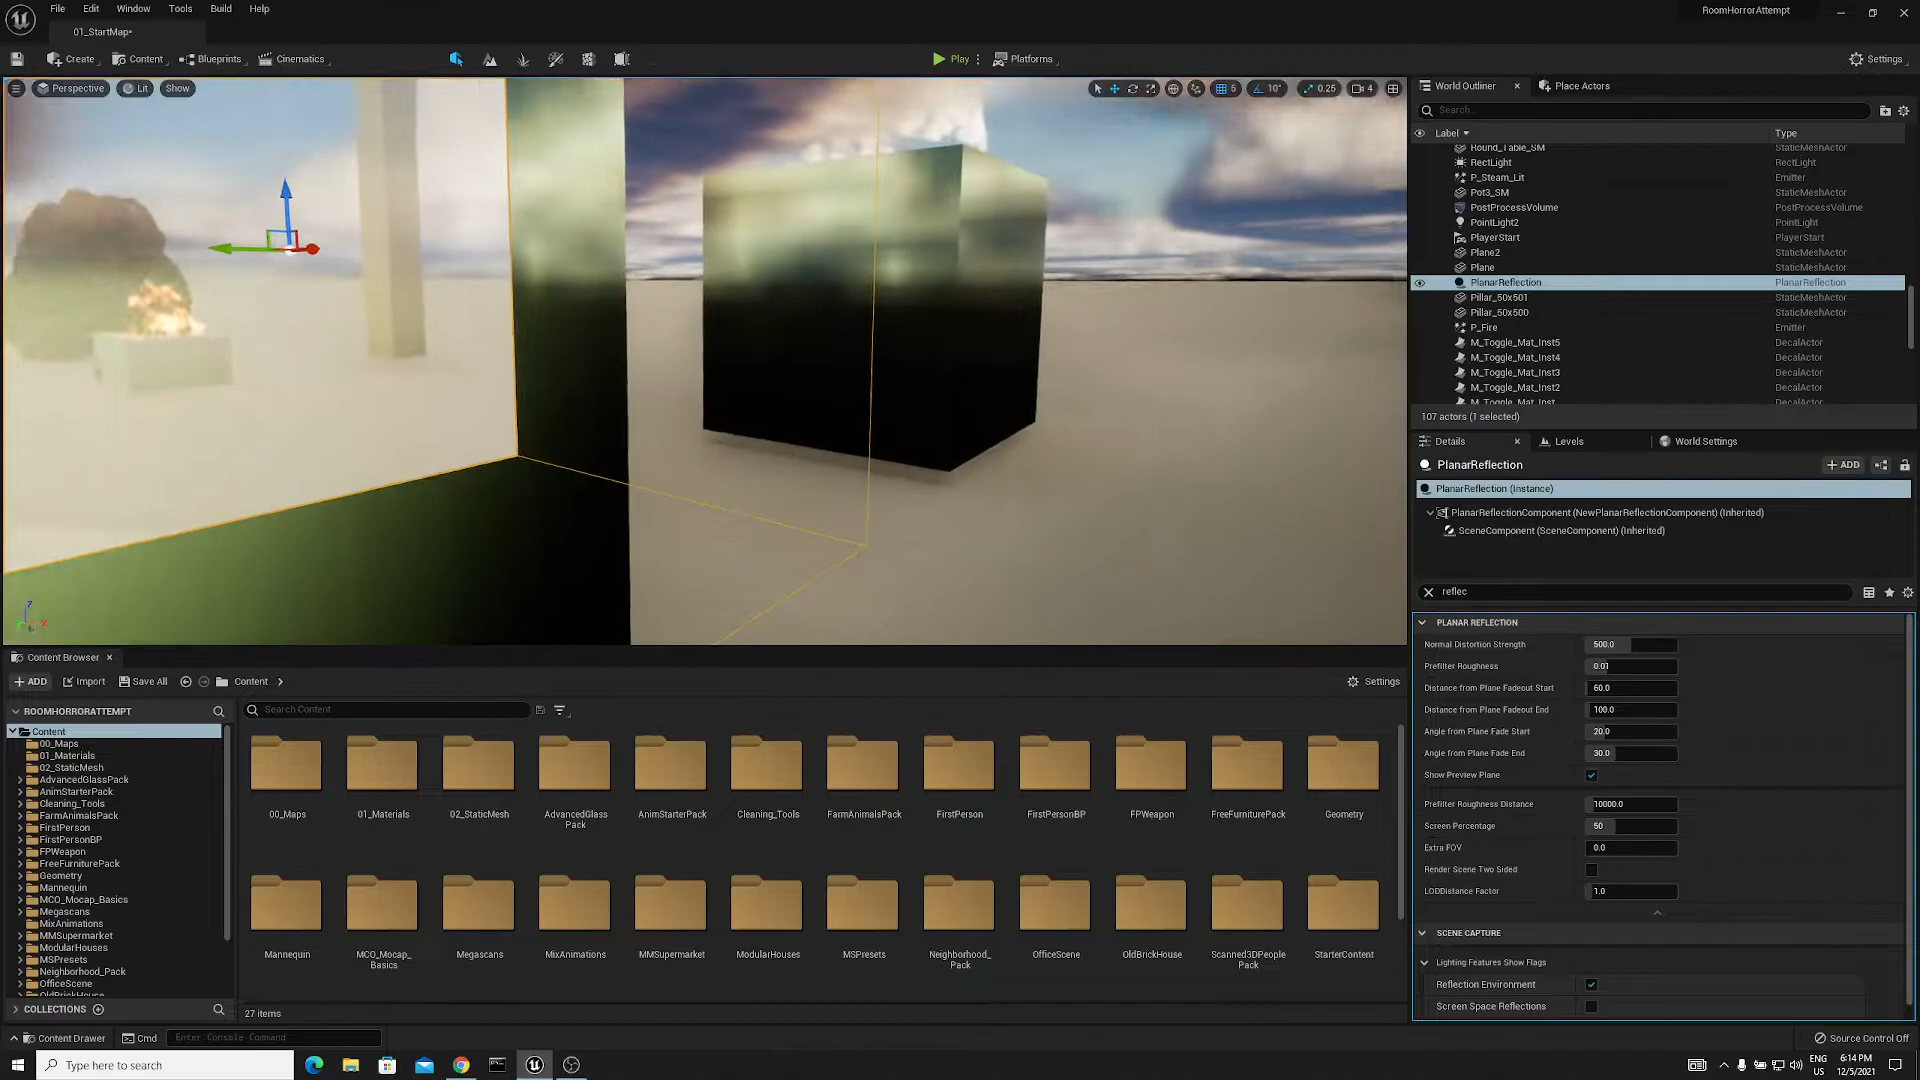 File Edit Window Tools Build Help
RoomHorrorAttempt
01_StartMap*
Create Content Blueprints Cinematics
Play Platforms
Settings
Perspective Lit Show
5 10° 0.25 4
World Outliner Place Actors
Search...
Label Type
Round_Table_SM StaticMeshActor
RectLight RectLight
P_Steam_Lit Emitter
Pot3_SM StaticMeshActor
PostProcessVolume PostProcessVolume
PointLight2 PointLight
PlayerStart PlayerStart
Plane2 StaticMeshActor
Plane StaticMeshActor
PlanarReflection PlanarReflection
Pillar_50x501 StaticMeshActor
Pillar_50x500 StaticMeshActor
P_Fire Emitter
M_Toggle_Mat_Inst5 DecalActor
M_Toggle_Mat_Inst4 DecalActor
M_Toggle_Mat_Inst3 DecalActor
M_Toggle_Mat_Inst2 DecalActor
M_Toggle_Mat_Inst DecalActor
107 actors (1 selected)
Details Levels World Settings
PlanarReflection
ADD
PlanarReflection (Instance)
PlanarReflectionComponent (NewPlanarReflectionComponent) (Inherited)
SceneComponent (SceneComponent) (Inherited)
reflec
PLANAR REFLECTION
Normal Distortion Strength 500.0
Prefilter Roughness 0.01
Distance from Plane Fadeout Start 60.0
Distance from Plane Fadeout End 100.0
Angle from Plane Fade Start 20.0
Angle from Plane Fade End 30.0
Show Preview Plane
Prefilter Roughness Distance 10000.0
Screen Percentage 50
Extra FOV 0.0
Render Scene Two Sided
LODDistance Factor 1.0
SCENE CAPTURE
Lighting Features Show Flags
Reflection Environment
Screen Space Reflections
Content Browser
ADD Import Save All Content
Settings
ROOMHORRORATTEMPT
Search Content
Content
00_Maps
01_Materials
02_StaticMesh
AdvancedGlassPack
AnimStarterPack
Cleaning_Tools
FarmAnimalsPack
FirstPerson
FirstPersonBP
FPWeapon
FreeFurniturePack
Geometry
Mannequin
MCO_Mocap_Basics
Megascans
MixAnimations
MMSupermarket
ModularHouses
MSPresets
Neighborhood_Pack
OfficeScene
OldBrickHouse
COLLECTIONS
00_Maps 01_Materials 02_StaticMesh AdvancedGlass AnimStarterPack Cleaning_Tools FarmAnimalsPack FirstPerson FirstPersonBP FPWeapon FreeFurniturePack Geometry
Pack
Mannequin MCO_Mocap_ Megascans MixAnimations MMSupermarket ModularHouses MSPresets Neighborhood_ OfficeScene OldBrickHouse Scanned3DPeople StarterContent
Basics Pack Pack
27 items
Content Drawer Cmd Enter Console Command
Source Control Off
Type here to search
ENG
US
6:14 PM
12/5/2021